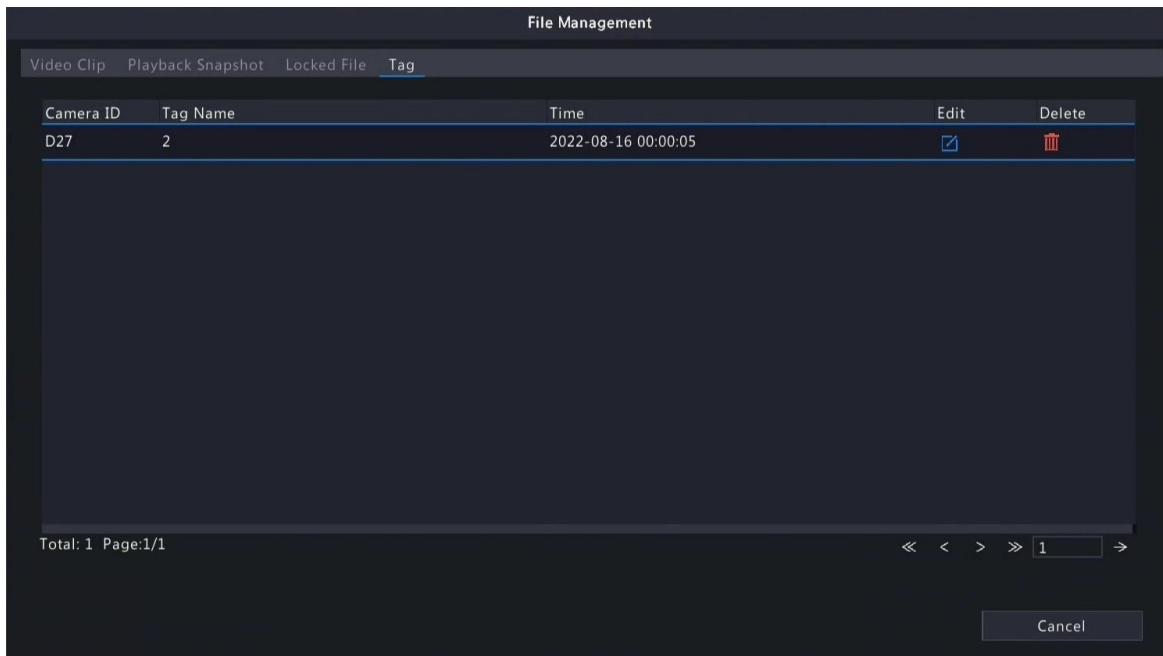 File Management
Video Clip Playback Snapshot Locked File Tag
Camera ID Tag Name Time Edit Delete
D27 2 2022-08-16 00:00:05
Total: 1 Page:1/1 1
Cancel